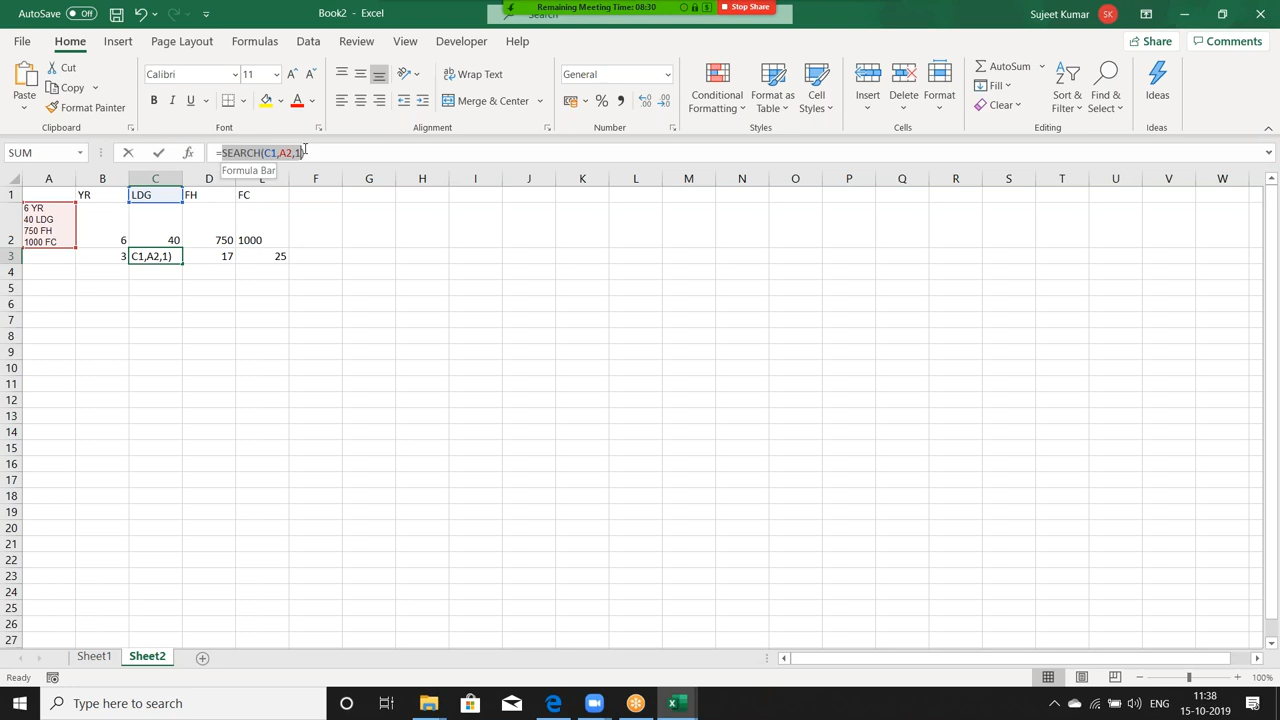 Remaining Meeting Time: 08:30
Stop Share
AutoSave Off
Book2 - Excel
Search
Sujeet Kumar
SK
File
Home
Insert
Page Layout
Formulas
Data
Review
View
Developer
Help
Share
Comments
Paste
Cut
Copy
Format Painter
Clipboard
Calibri
11
B I U
Font
Wrap Text
Merge & Center
Alignment
General
Number
Conditional Formatting
Format as Table
Cell Styles
Styles
Insert
Delete
Format
Cells
AutoSum
Fill
Clear
Sort & Filter
Find & Select
Editing
Ideas
Ideas
SUM
fx
=SEARCH(C1,A2,1)
Formula Bar
A B C D E F G H I J K L M N O P Q R S T U V W
1 YR LDG FH FC
6 YR
40 LDG
750 FH
1000 FC
2 6 40 750 1000
3 3 C1,A2,1) 17 25
4
5
6
7
8
9
10
11
12
13
14
15
16
17
18
19
20
21
22
23
24
25
26
27
Sheet1
Sheet2
Ready
100%
Type here to search
11:38
15-10-2019